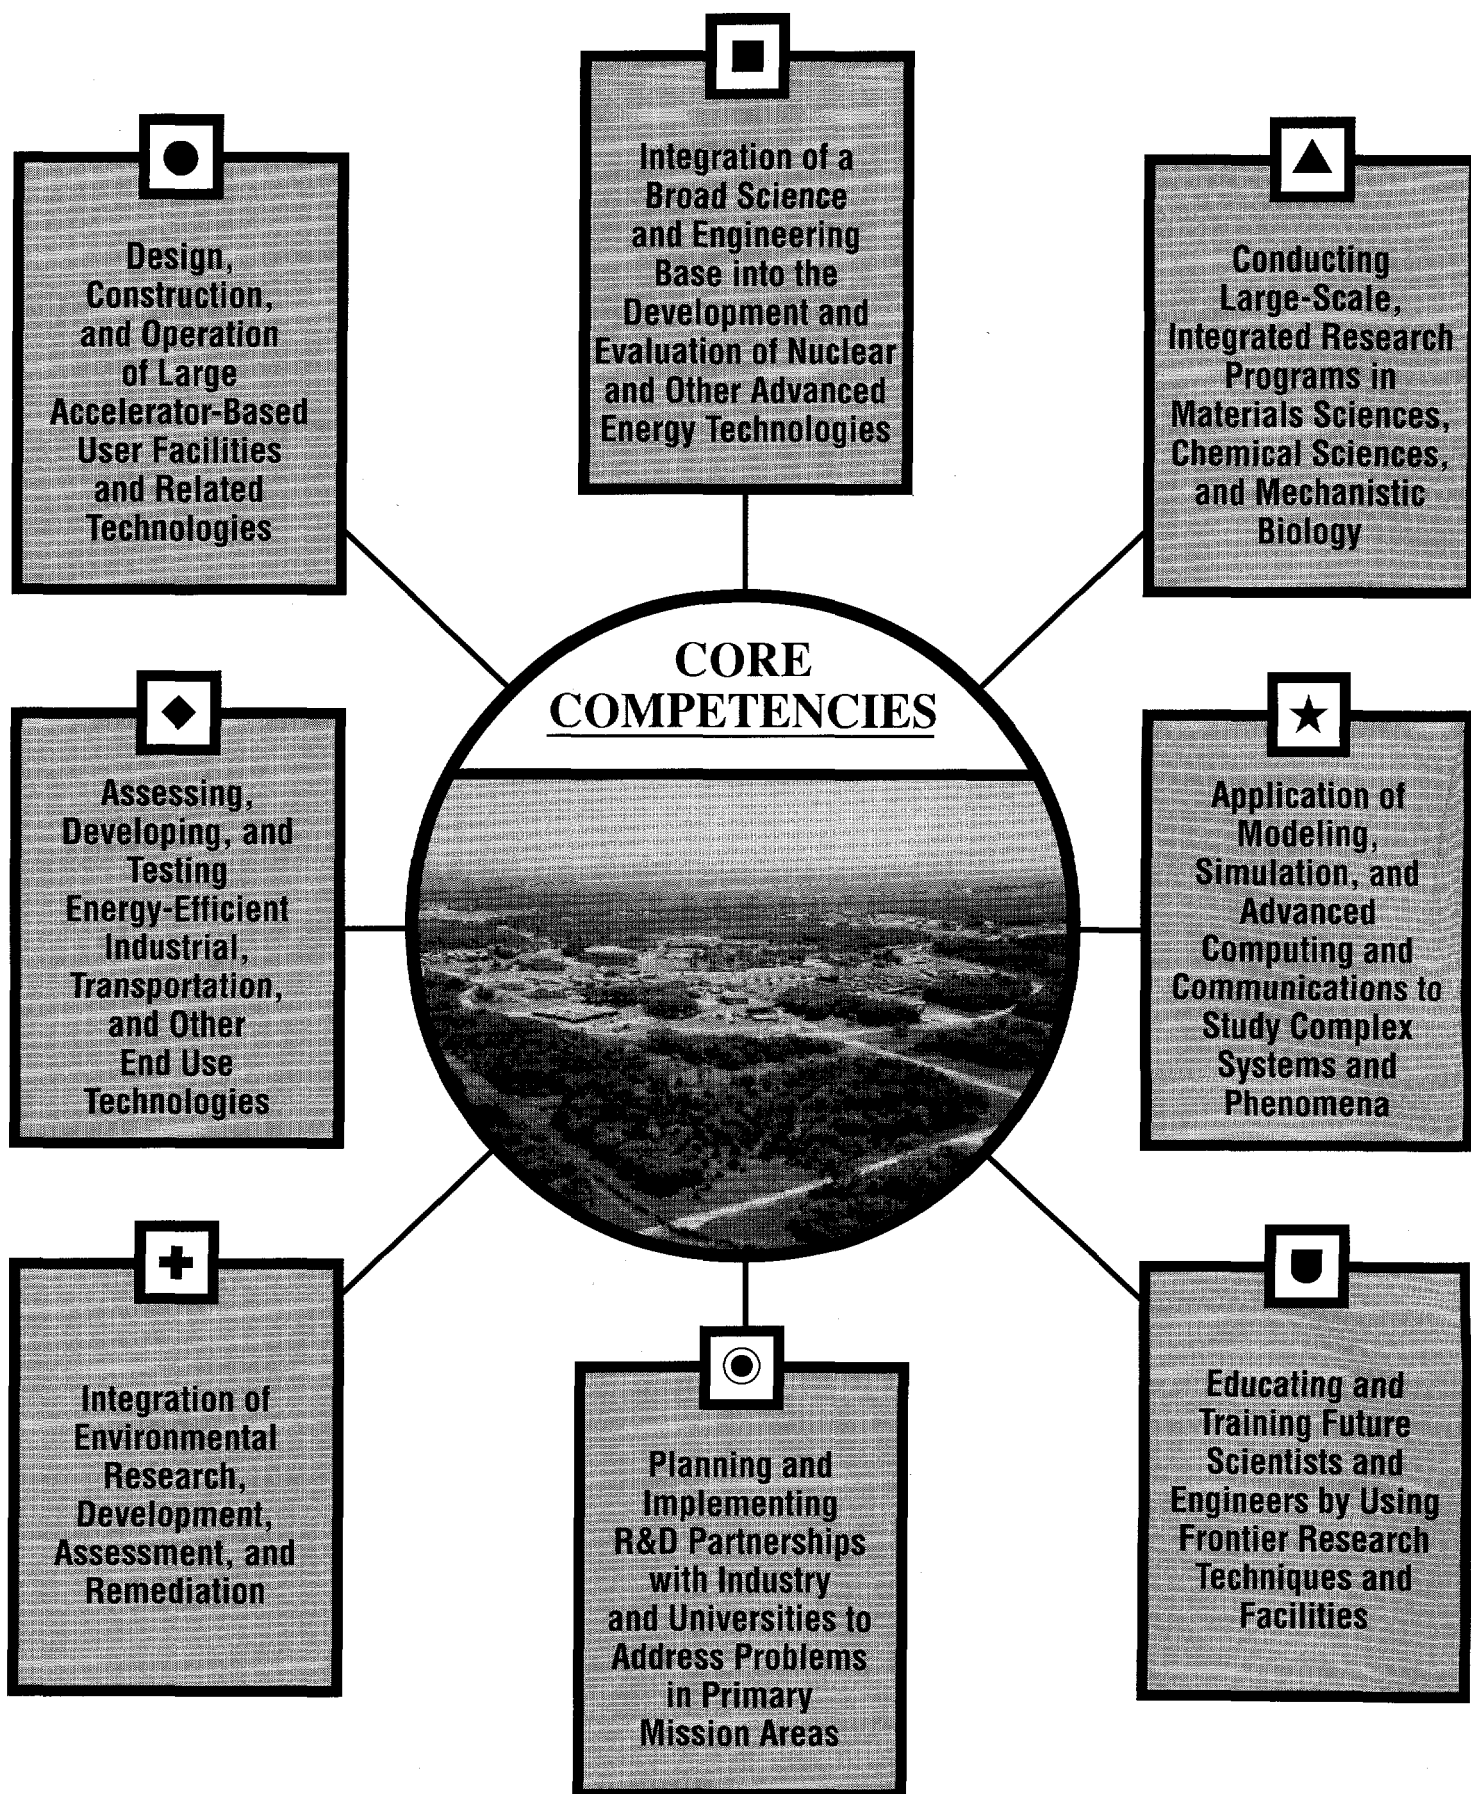 Integration of a
Broad Science
and Engineering
Base into the
Development and
Evaluation of Nuclear
and Other Advanced
Energy Technologies
Design,
Construction,
and Operation
of Large
Accelerator-Based
User Facilities
and Related
Technologies
Conducting
Large-Scale,
Integrated Research
Programs in
Materials Sciences,
Chemical Sciences,
and Mechanistic
Biology
CORE
COMPETENCIES
Assessing,
Developing, and
Testing
Energy-Efficient
Industrial,
Transportation,
and Other
End Use
Technologies
Application of
Modeling,
Simulation, and
Advanced
Computing and
Communications to
Study Complex
Systems and
Phenomena
Integration of
Environmental
Research,
Development,
Assessment, and
Remediation
Planning and
Implementing
R&D Partnerships
with Industry
and Universities to
Address Problems
in Primary
Mission Areas
Educating and
Training Future
Scientists and
Engineers by Using
Frontier Research
Techniques and
Facilities